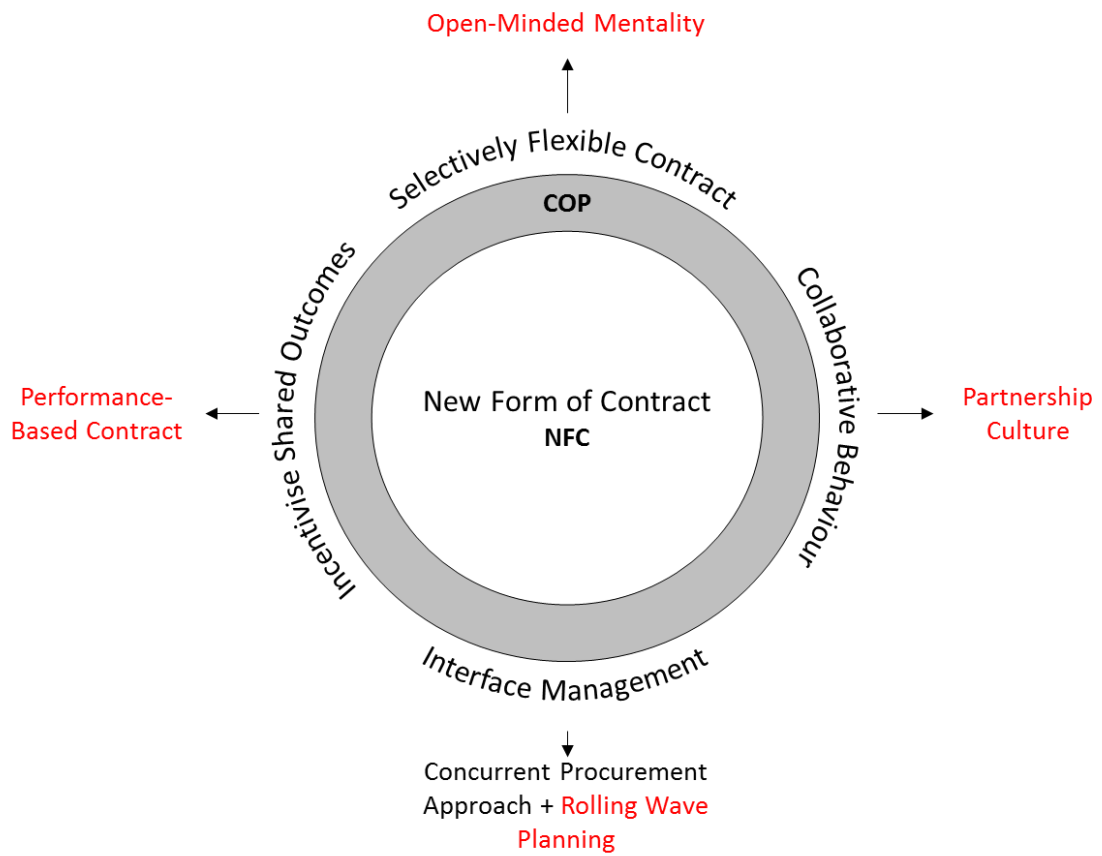 Open-Minded Mentality
Selectively Flexible Contract
COP
Incentivise Shared Outcomes
Collaborative Behaviour
Performance-
Based Contract
New Form of Contract
NFC
Partnership
Culture
Interface Management
Concurrent Procurement
Approach + Rolling Wave
Planning